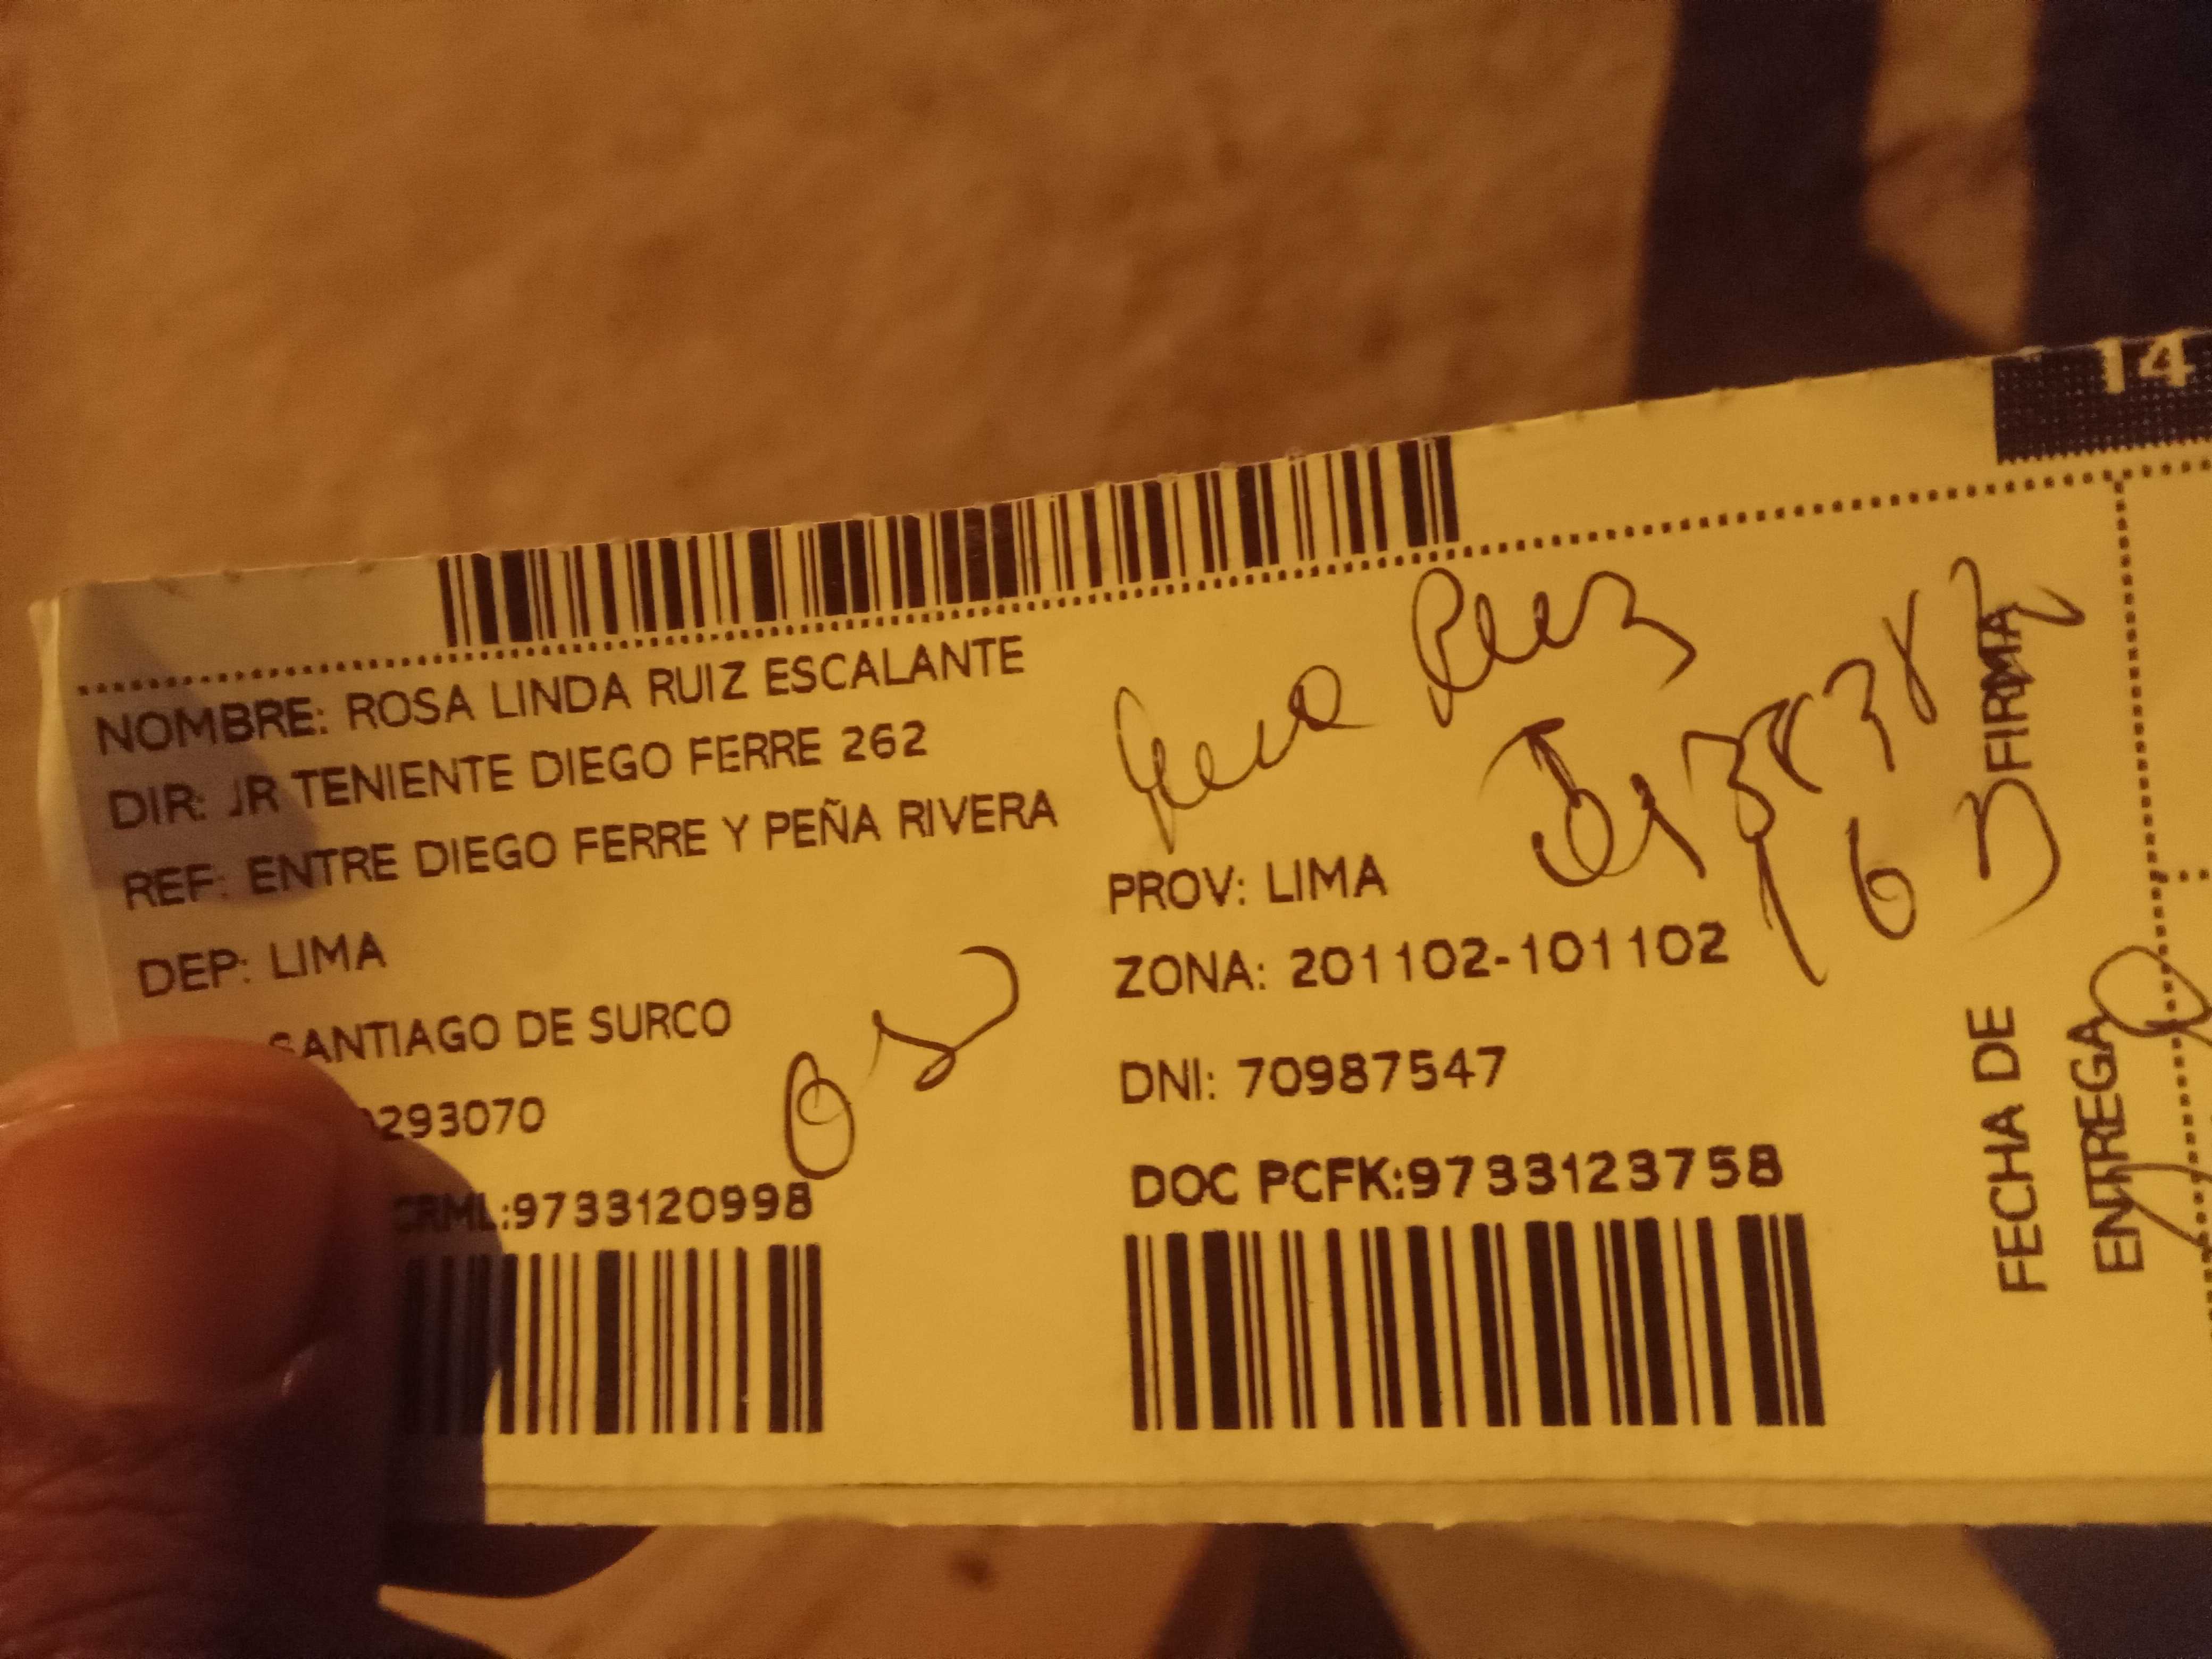 14
NOMBRE: ROSA LINDA RUIZ ESCALANTE
DIR: JR TENIENTE DIEGO FERRE 262
REF: ENTRE DIEGO FERRE Y PEÑA RIVERA
DEP: LIMA
PROV: LIMA
SANTIAGO DE SURCO
ZONA: 201102-101102
293070
DNI: 70987547
CRML:9733120998
DOC PCFK:9733123758
FIRMA
FECHA DE
ENTREGA